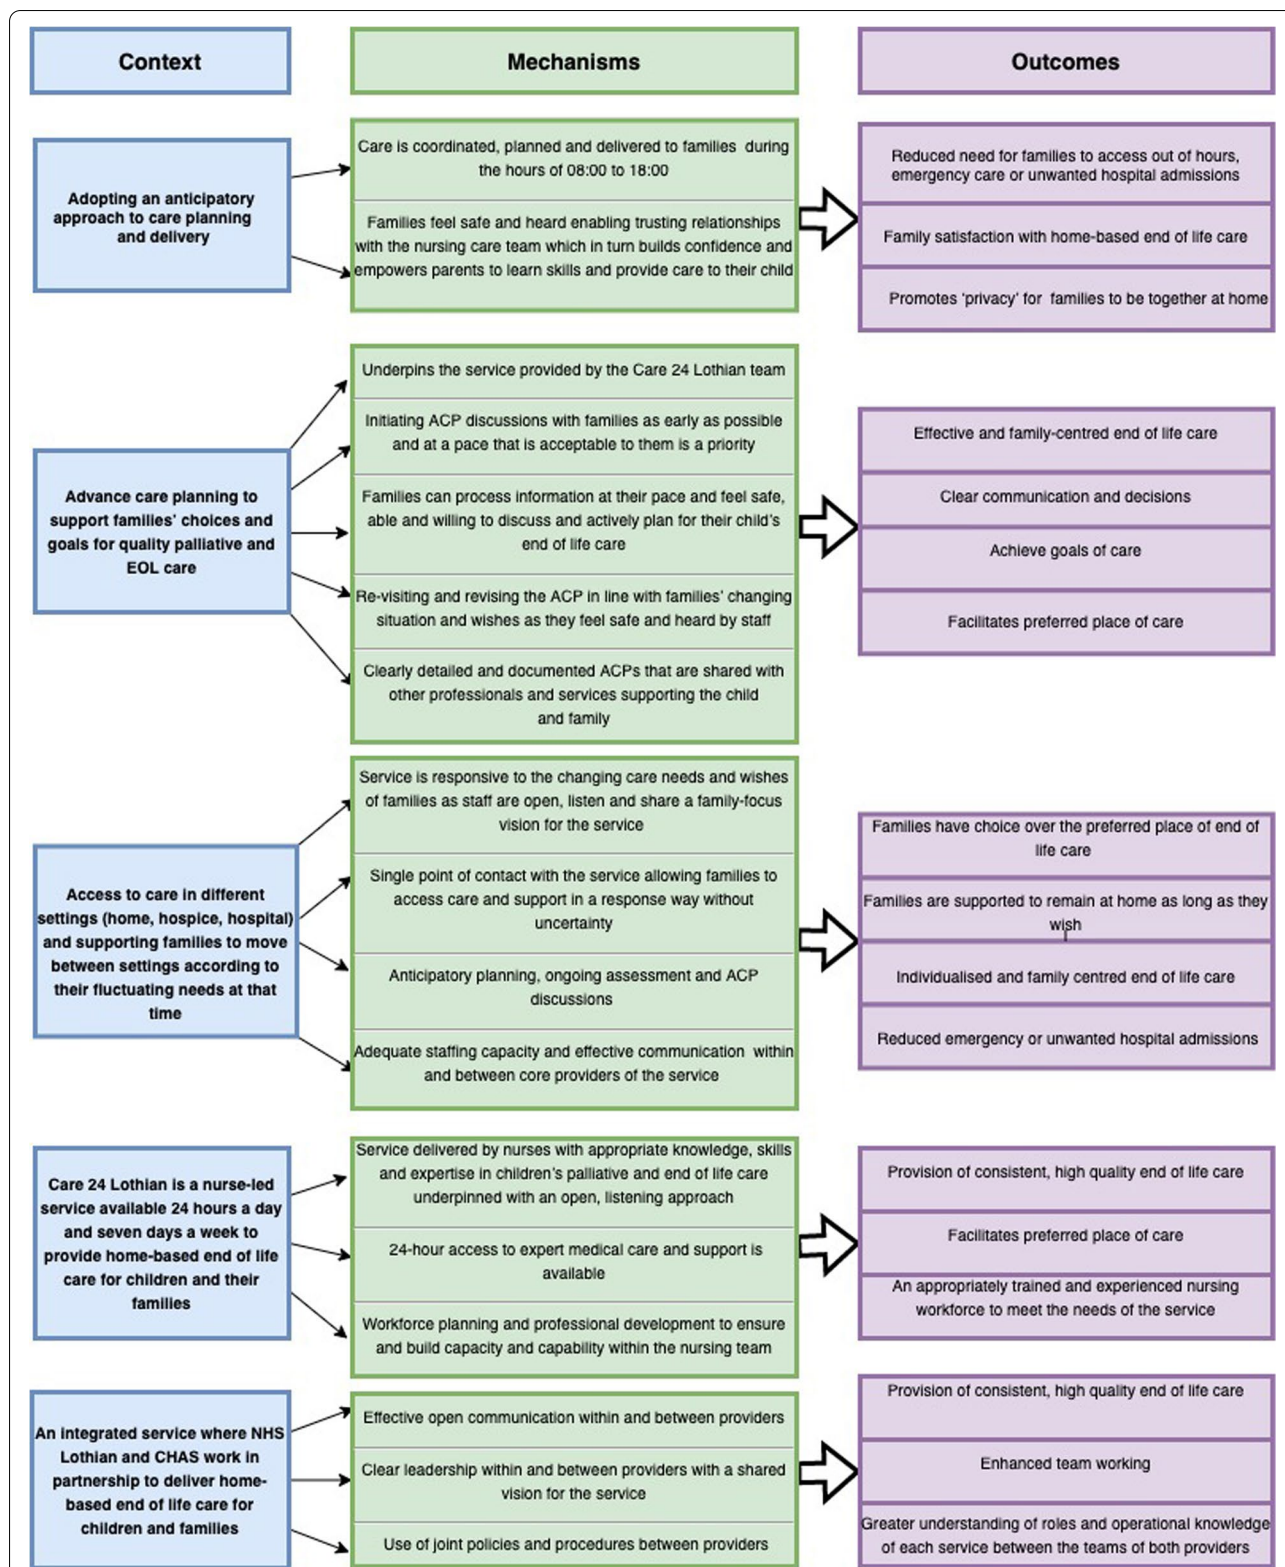 Context
Mechanisms
Outcomes
Adopting an anticipatory
approach to care planning
and delivery
Care is coordinated, planned and delivered to families during
the hours of 08:00 to 18:00
Families feel safe and heard enabling trusting relationships
with the nursing care team which in turn builds confidence and
empowers parents to learn skills and provide care to their child
Reduced need for families to access out of hours,
emergency care or unwanted hospital admissions
Family satisfaction with home-based end of life care
Promotes ‘privacy’ for families to be together at home
Advance care planning to
support families’ choices and
goals for quality palliative and
EOL care
Underpins the service provided by the Care 24 Lothian team
Initiating ACP discussions with families as early as possible
and at a pace that is acceptable to them is a priority
Families can process information at their pace and feel safe,
able and willing to discuss and actively plan for their child’s
end of life care
Re-visiting and revising the ACP in line with families’ changing
situation and wishes as they feel safe and heard by staff
Clearly detailed and documented ACPs that are shared with
other professionals and services supporting the child
and family
Effective and family-centred end of life care
Clear communication and decisions
Achieve goals of care
Facilitates preferred place of care
Access to care in different
settings (home, hospice, hospital)
and supporting families to move
between settings according to
their fluctuating needs at that
time
Service is responsive to the changing care needs and wishes
of families as staff are open, listen and share a family-focus
vision for the service
Single point of contact with the service allowing families to
access care and support in a response way without
uncertainty
Anticipatory planning, ongoing assessment and ACP
discussions
Adequate staffing capacity and effective communication within
and between core providers of the service
Families have choice over the preferred place of end of
life care
Families are supported to remain at home as long as they
wish
Individualised and family centred end of life care
Reduced emergency or unwanted hospital admissions
Care 24 Lothian is a nurse-led
service available 24 hours a day
and seven days a week to
provide home-based end of life
care for children and their
families
Service delivered by nurses with appropriate knowledge, skills
and expertise in children’s palliative and end of life care
underpinned with an open, listening approach
24-hour access to expert medical care and support is
available
Workforce planning and professional development to ensure
and build capacity and capability within the nursing team
Provision of consistent, high quality end of life care
Facilitates preferred place of care
An appropriately trained and experienced nursing
workforce to meet the needs of the service
An integrated service where NHS
Lothian and CHAS work in
partnership to deliver home-
based end of life care for
children and families
Effective open communication within and between providers
Clear leadership within and between providers with a shared
vision for the service
Use of joint policies and procedures between providers
Provision of consistent, high quality end of life care
Enhanced team working
Greater understanding of roles and operational knowledge
of each service between the teams of both providers